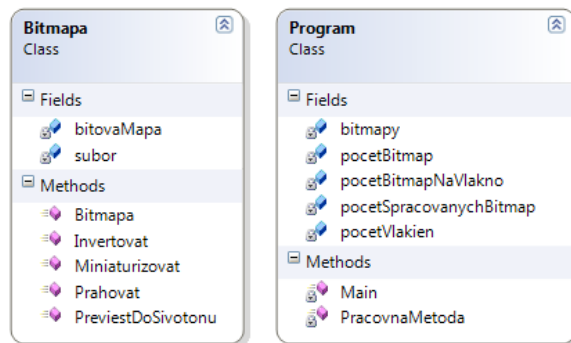 Bitmapa
Class
Fields
bitovaMapa
subor
Methods
Bitmapa
Invertovat
Miniaturizovat
Prahovat
PreviestDoSivotonu
Program
Class
Fields
bitmapy
pocetBitmap
pocetBitmapNaVlakno
pocetSpracovanychBitmap
pocetVlakien
Methods
Main
PracovnaMetoda